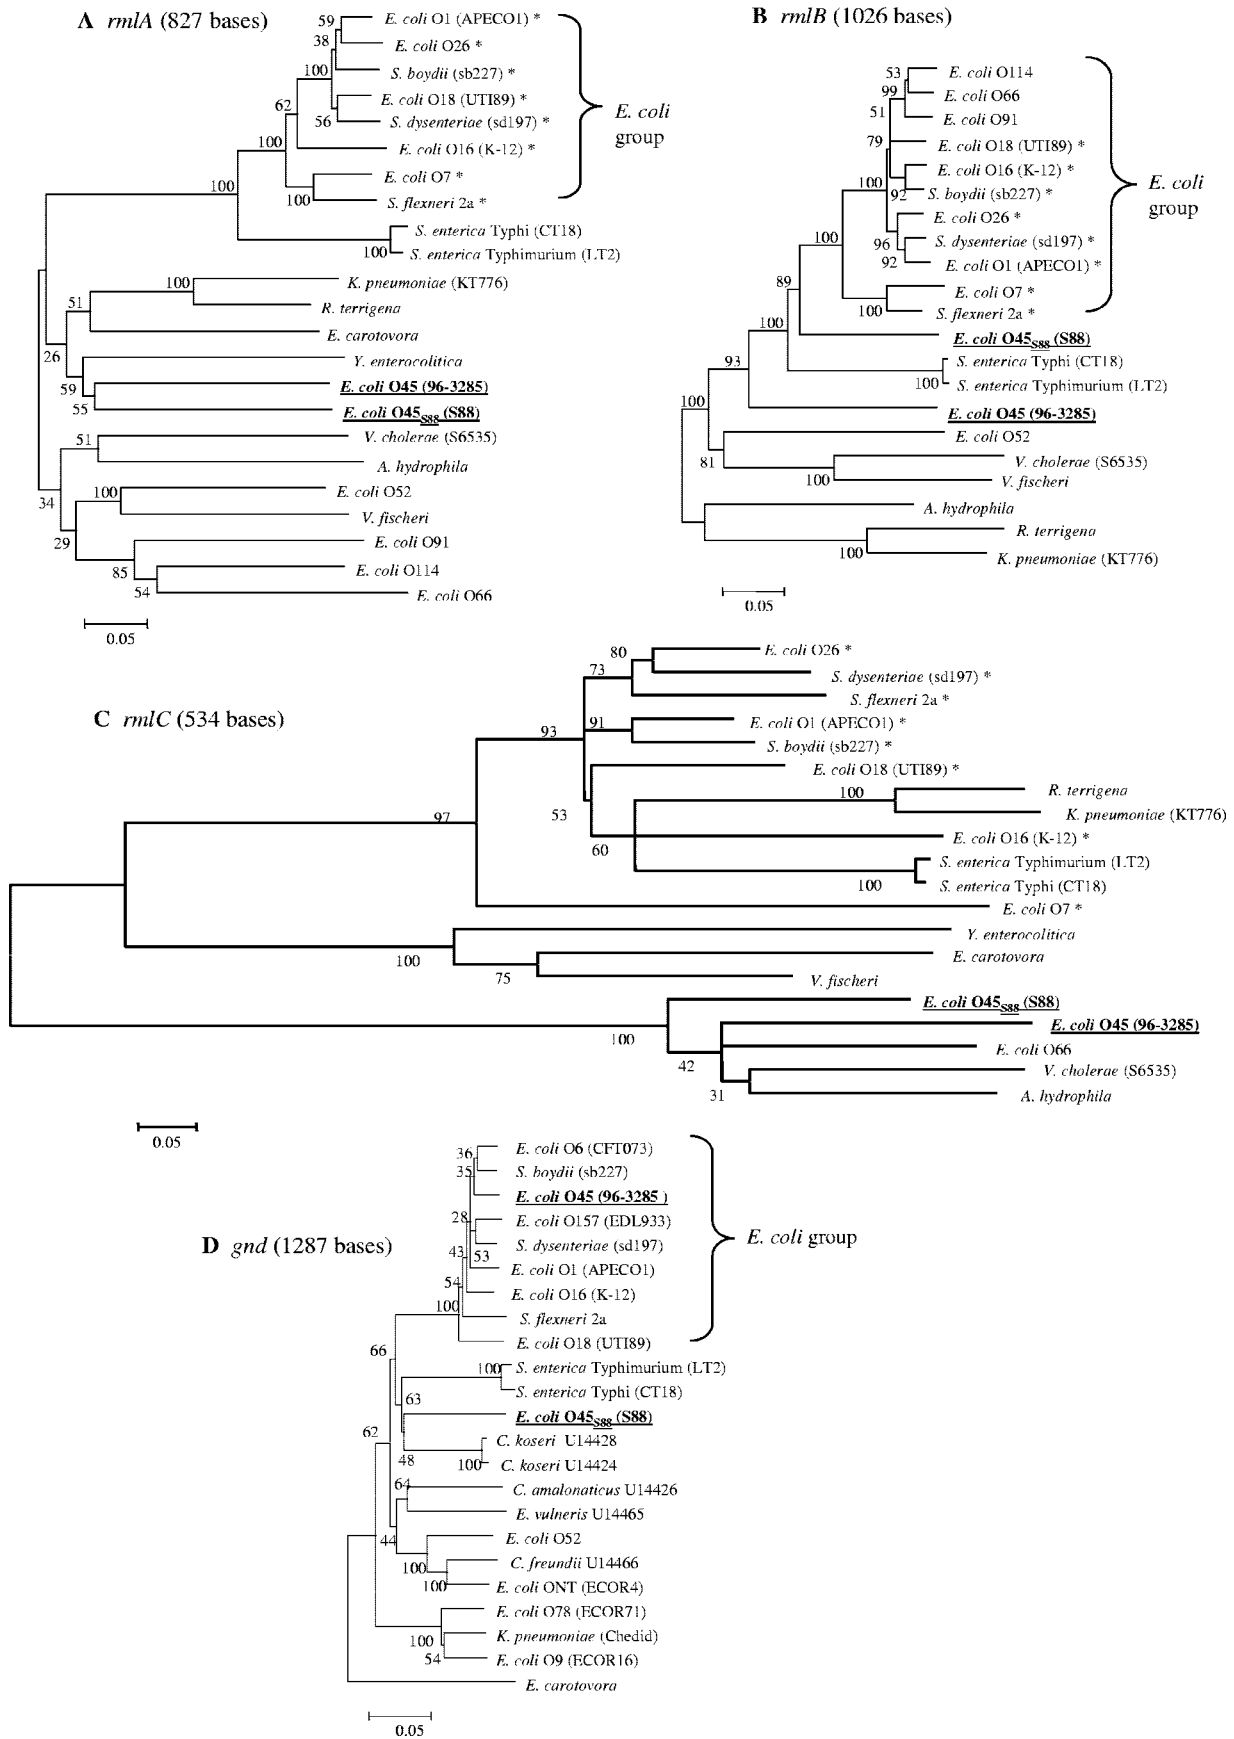 A rmlA (827 bases)
59
E. coli O1 (APECO1) *
38
E. coli O26 *
100
S. boydii (sb227) *
E. coli O18 (UTI89) *
62
56
S. dysenteriae (sd197) *
E. coli group
100
E. coli O16 (K-12) *
E. coli O7 *
100
100
S. flexneri 2a *
S. enterica Typhi (CT18)
100
S. enterica Typhimurium (LT2)
100
K. pneumoniae (KT776)
51
R. terrigena
E. carotovora
26
Y. enterocolitica
59
E. coli O45 (96-3285)
55
E. coli O45S88 (S88)
51
V. cholerae (S6535)
A. hydrophila
34
100
E. coli O52
V. fischeri
29
E. coli O91
85
E. coli O114
54
E. coli O66
0.05
B rmlB (1026 bases)
53
E. coli O114
99
E. coli O66
51
E. coli O91
79
E. coli O18 (UTI89) *
E. coli O16 (K-12) *
100
92
S. boydii (sb227) *
E. coli group
E. coli O26 *
100
96
S. dysenteriae (sd197) *
92
E. coli O1 (APECO1) *
89
E. coli O7 *
100
S. flexneri 2a *
100
E. coli O45S88 (S88)
93
S. enterica Typhi (CT18)
100
S. enterica Typhimurium (LT2)
100
E. coli O45 (96-3285)
E. coli O52
81
V. cholerae (S6535)
100
V. fischeri
A. hydrophila
R. terrigena
100
K. pneumoniae (KT776)
0.05
C rmlC (534 bases)
80
E. coli O26 *
73
S. dysenteriae (sd197) *
S. flexneri 2a *
93
91
E. coli O1 (APECO1) *
S. boydii (sb227) *
E. coli O18 (UTI89) *
100
R. terrigena
97
53
K. pneumoniae (KT776)
E. coli O16 (K-12) *
60
S. enterica Typhimurium (LT2)
100
S. enterica Typhi (CT18)
E. coli O7 *
Y. enterocolitica
100
E. carotovora
75
V. fischeri
E. coli O45S88 (S88)
E. coli O45 (96-3285)
100
E. coli O66
42
V. cholerae (S6535)
31
A. hydrophila
0.05
D gnd (1287 bases)
36
E. coli O6 (CFT073)
35
S. boydii (sb227)
E. coli O45 (96-3285 )
28
E. coli O157 (EDL933)
E. coli group
43
53
S. dysenteriae (sd197)
E. coli O1 (APECO1)
54
E. coli O16 (K-12)
100
S. flexneri 2a
E. coli O18 (UTI89)
66
100
S. enterica Typhimurium (LT2)
S. enterica Typhi (CT18)
63
E. coli O45S88 (S88)
62
C. koseri U14428
48
100
C. koseri U14424
64
C. amalonaticus U14426
E. vulneris U14465
44
E. coli O52
100
C. freundii U14466
100
E. coli ONT (ECOR4)
E. coli O78 (ECOR71)
100
K. pneumoniae (Chedid)
54
E. coli O9 (ECOR16)
E. carotovora
0.05